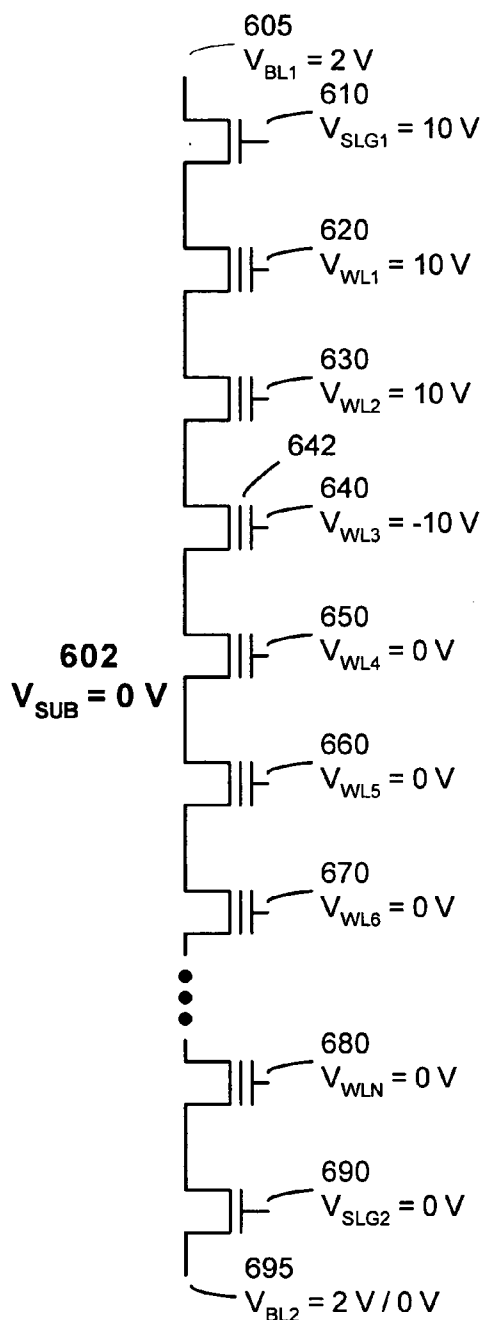 605
V_BL1 = 2 V
610
V_SLG1 = 10 V
620
V_WL1 = 10 V
630
V_WL2 = 10 V
642
640
V_WL3 = -10 V
650
V_WL4 = 0 V
602
V_SUB = 0 V
660
V_WL5 = 0 V
670
V_WL6 = 0 V
680
V_WLN = 0 V
690
V_SLG2 = 0 V
695
V_BL2 = 2 V / 0 V